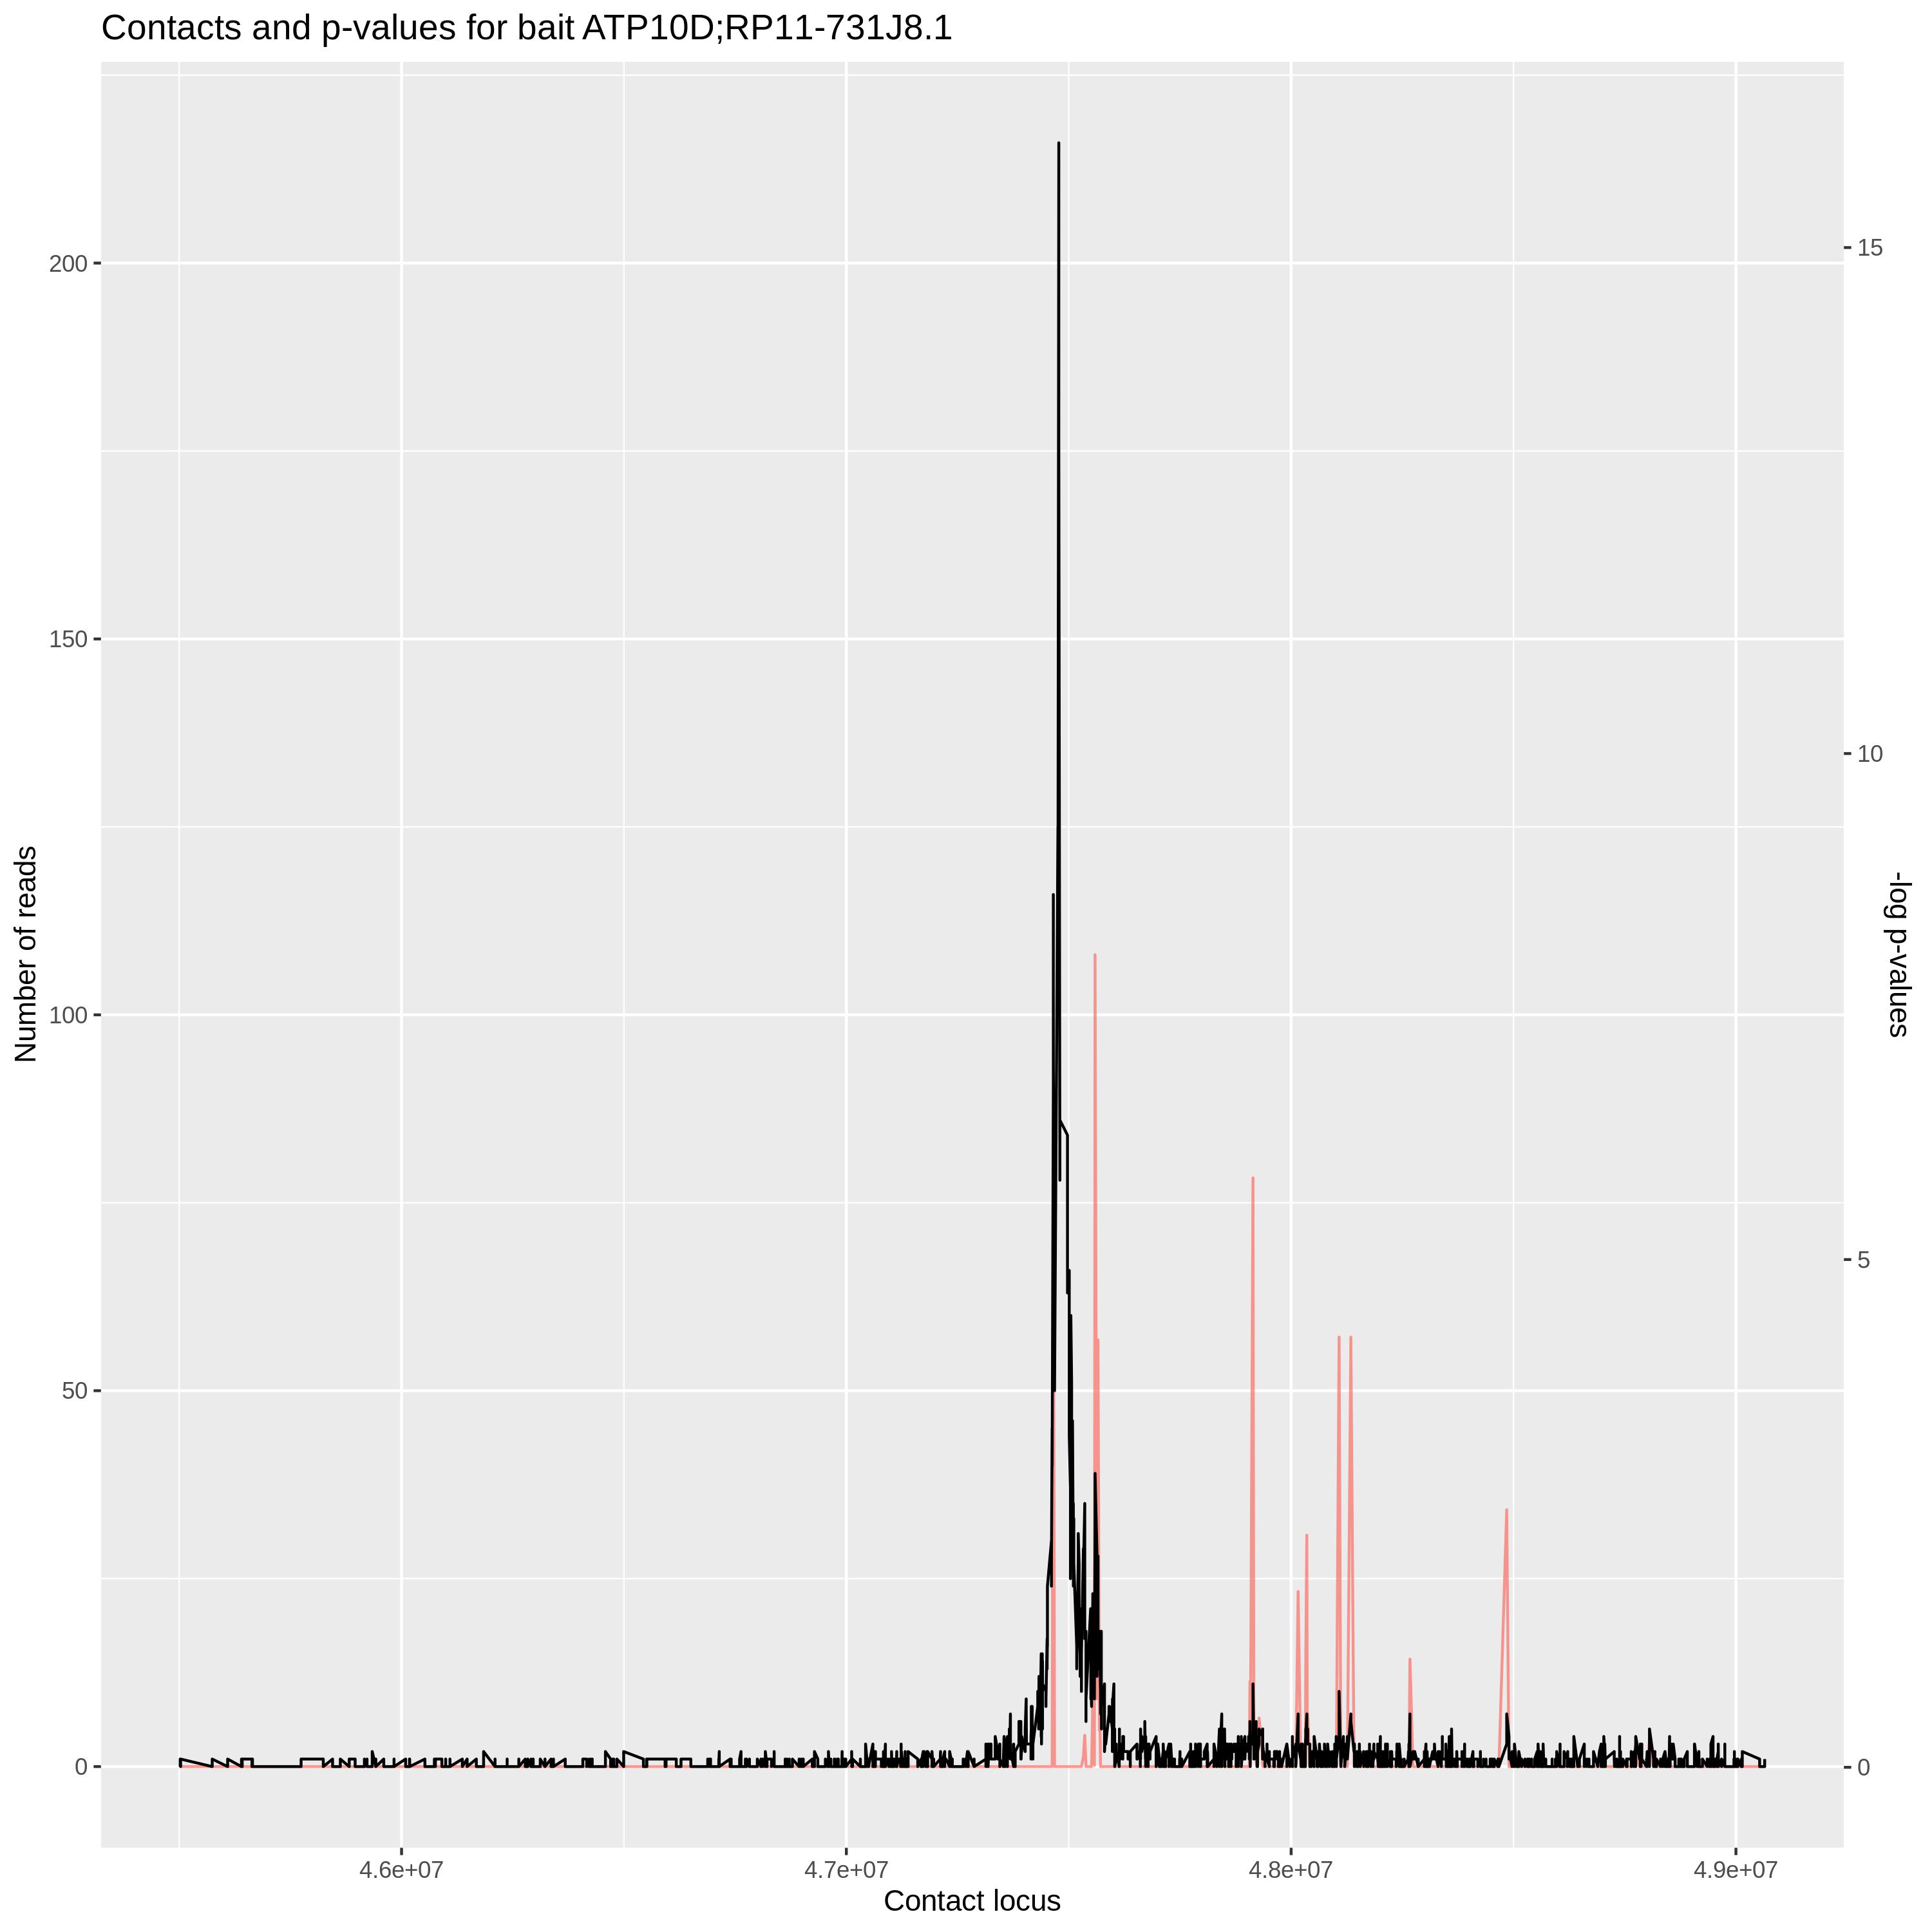 Contacts and p-values for bait ATP10D;RP11-731J8.1
Number of reads
200
150
100
50
0
15
10
5
0
-log p-values
4.6e+07
4.7e+07
4.8e+07
4.9e+07
Contact locus